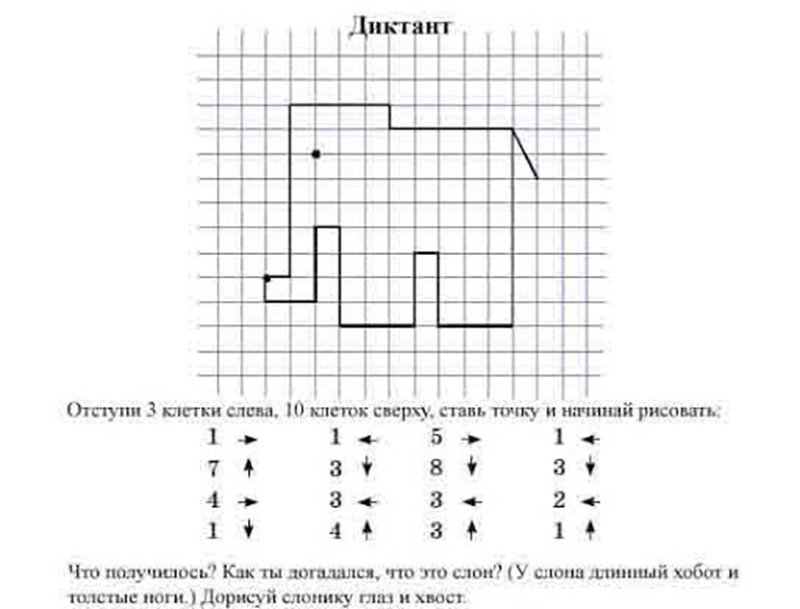 Диктант
Отступи 3 клетки слева, 10 клеток сверху, ставь точку и начинай рисовать:
1 → 1 ← 5 → 1 ←
7 ↑ 3 ↓ 8 ↓ 3 ↓
4 → 3 ← 3 ← 2 ←
1 ↓ 4 ↑ 3 ↑ 1 ↑
Что получилось? Как ты догадался, что это слон? (У слона длинный хобот и
толстые ноги.) Дорисуй слонику глаз и хвост.